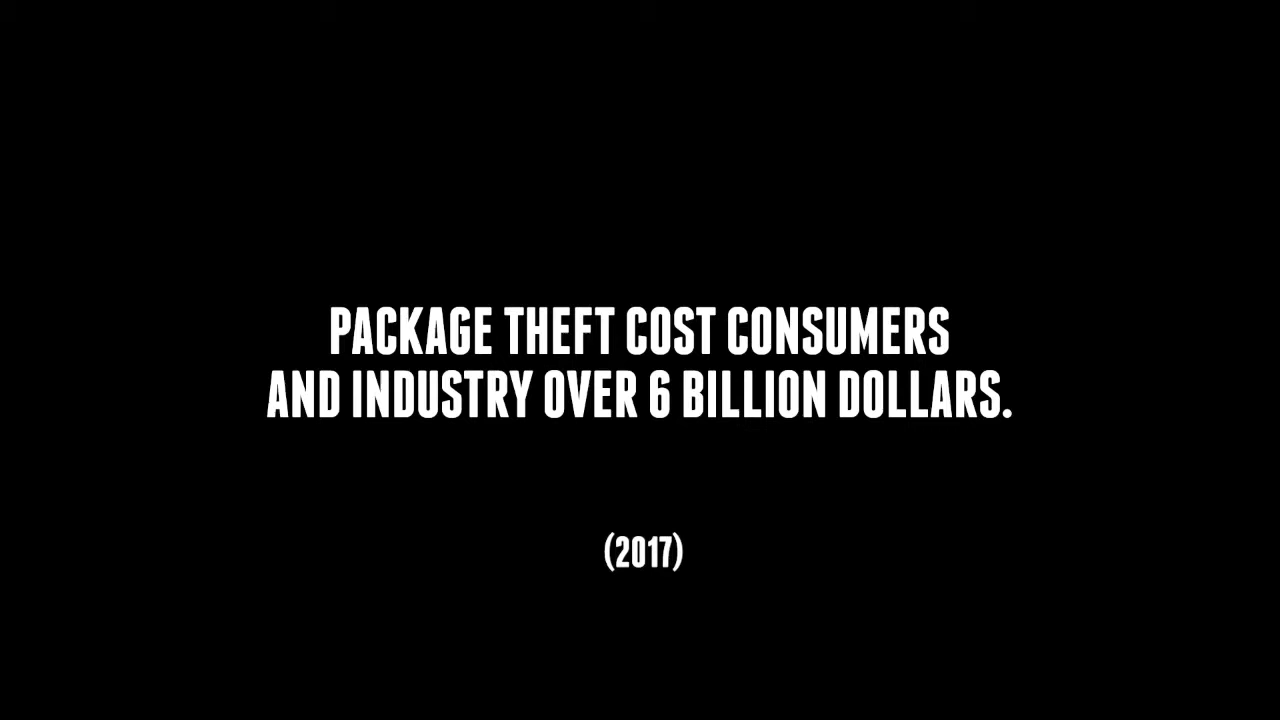 PACKAGE THEFT COST CONSUMERS
AND INDUSTRY OVER 6 BILLION DOLLARS.
(2017)